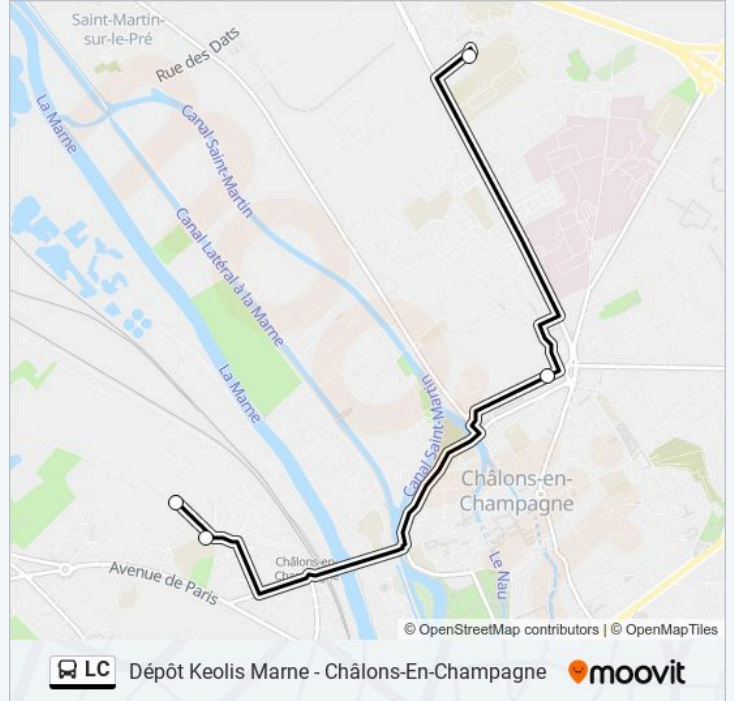 Saint-Martin-
sur-le-Pré
Rue des Dats
La Marne
Canal Saint-Martin
Canal Latéral à la Marne
La Marne
Canal Saint-Martin
Châlons-en-
Champagne
Châlons-en-
Avenue de Paris
Le Nau
© OpenStreetMap contributors | © OpenMapTiles
LC Dépôt Keolis Marne - Châlons-En-Champagne moovit